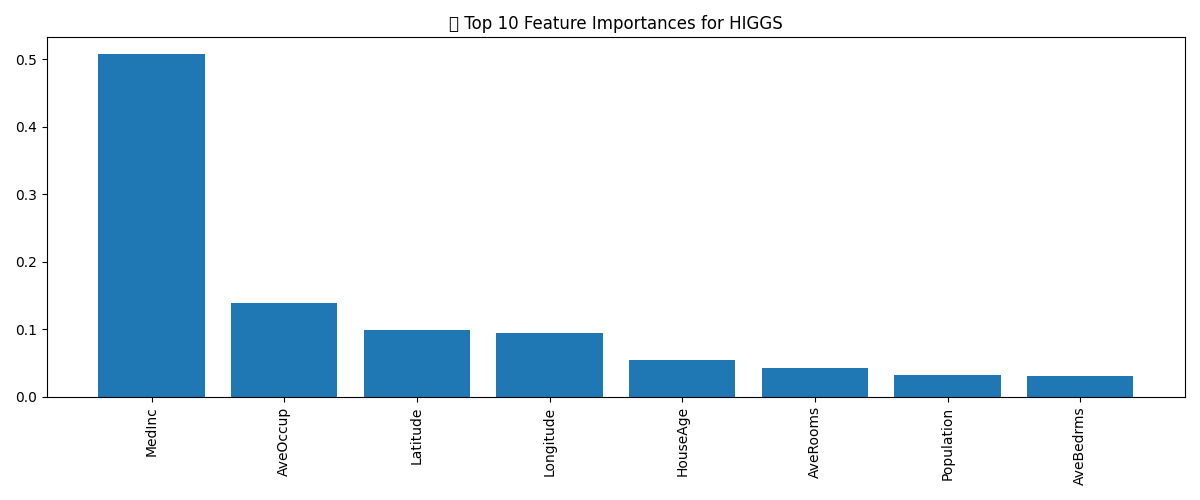 Top 10 Feature Importances for HIGGS
0.5
0.4
0.3
0.2
0.1
0.0
MedInc
AveOccup
Latitude
Longitude
HouseAge
AveRooms
Population
AveBedrms